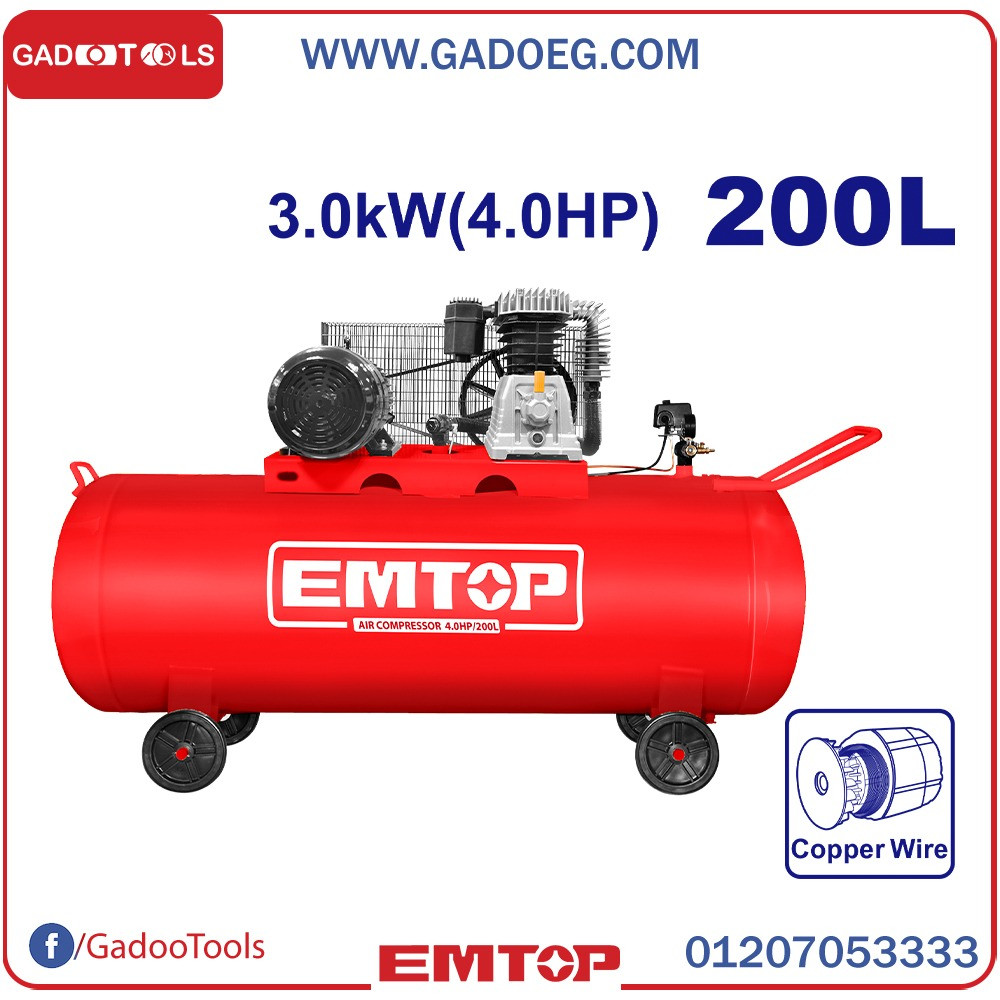 GADOOTOOLS
WWW.GADOEG.COM
3.0kW(4.0HP) 200L
EMTOP
AIR COMPRESSOR 4.0HP/200L
Copper Wire
f/GadooTools
EMTOP
01207053333